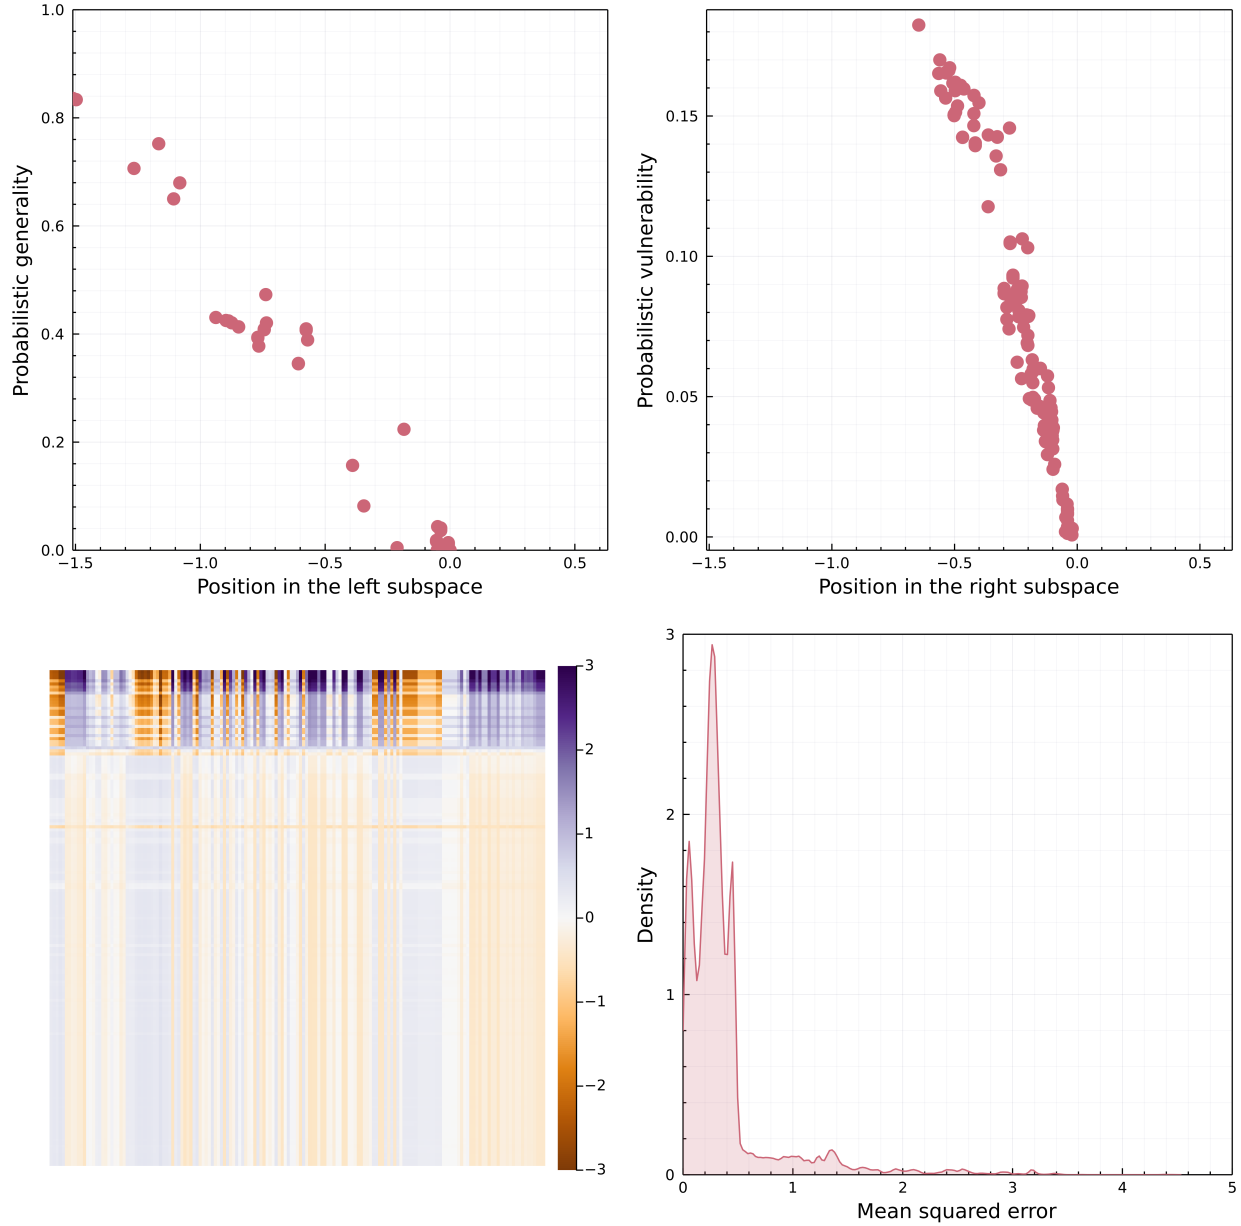 1.0
0.8
0.6
0.4
0.2
0.0
Probabilistic generality
−1.5 −1.0 −0.5 0.0 0.5
Position in the left subspace
0.15
0.10
0.05
0.00
Probabilistic vulnerability
−1.5 −1.0 −0.5 0.0 0.5
Position in the right subspace
3
2
1
0
−1
−2
−3
3
2
1
0
Density
0 1 2 3 4 5
Mean squared error